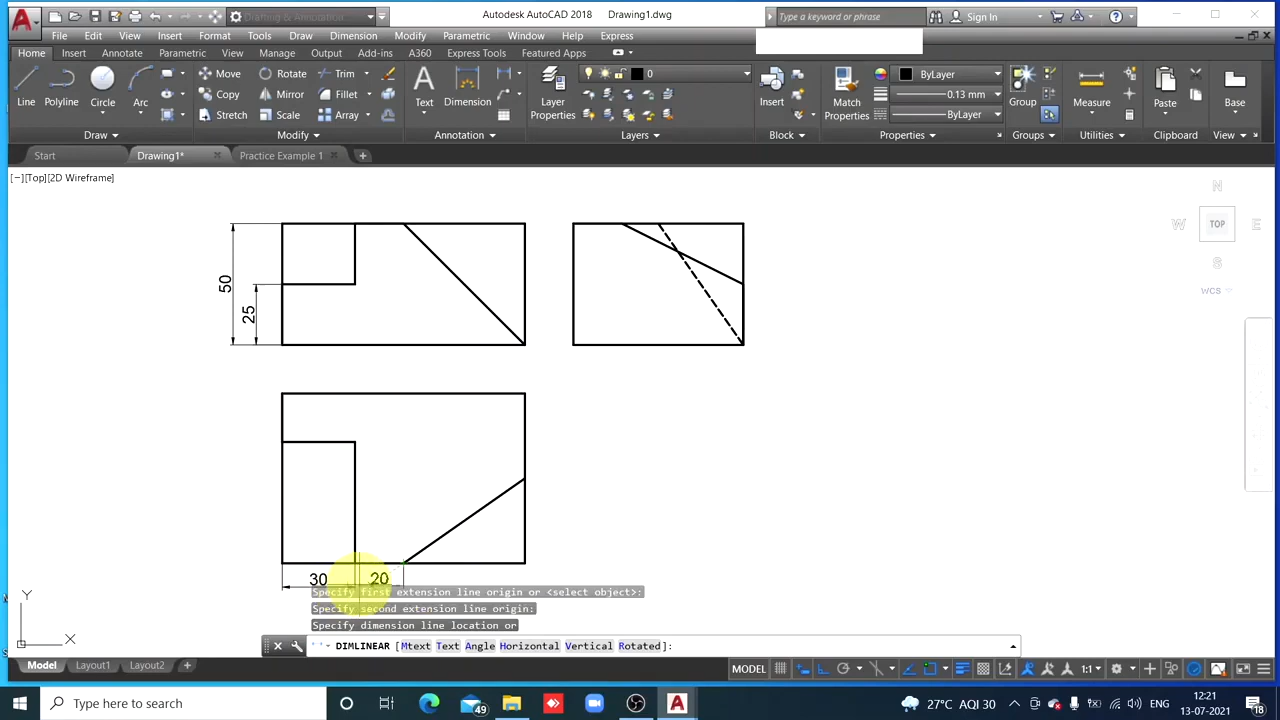 Drafting & Annotation
Autodesk AutoCAD 2018 Drawing1.dwg
Type a keyword or phrase
Sign In
File Edit View Insert Format Tools Draw Dimension Modify Parametric Window Help Express
Home Insert Annotate Parametric View Manage Output Add-ins A360 Express Tools Featured Apps
Line Polyline Circle Arc
Move Rotate Trim
Copy Mirror Fillet
Stretch Scale Array
Text Dimension
Layer Properties
0
Insert
Match Properties
ByLayer
0.13 mm
ByLayer
Group
Measure
Paste
Base
Draw Modify Annotation Layers Block Properties Groups Utilities Clipboard View
Start Drawing1* Practice Example 1
[−][Top][2D Wireframe]
N
W TOP E
S
WCS
50
25
30
20
Specify first extension line origin or <select object>:
Specify second extension line origin:
Specify dimension line location or
Y
X
DIMLINEAR [Mtext Text Angle Horizontal Vertical Rotated]:
Model Layout1 Layout2
MODEL
1:1
Type here to search
49
27°C AQI 30
ENG
12:21
13-07-2021
18